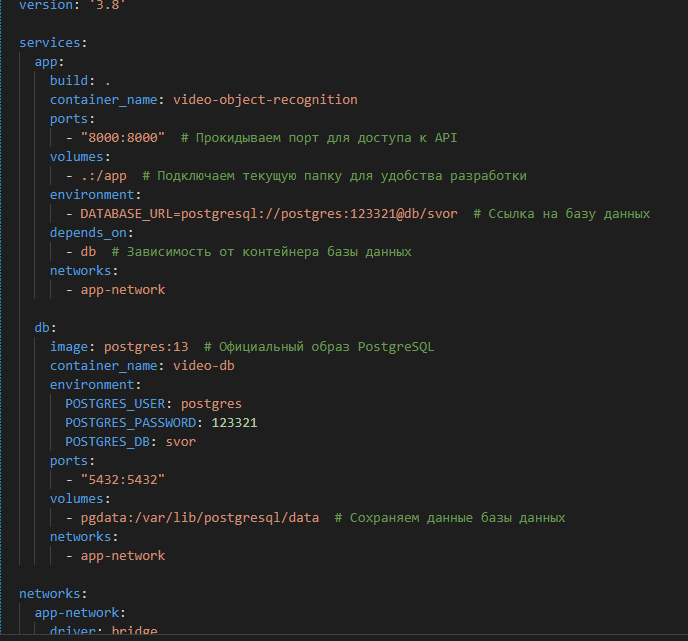 version: '3.8'
services:
app:
build: .
container_name: video-object-recognition
ports:
- "8000:8000"  # Прокидываем порт для доступа к API
volumes:
- .:/app  # Подключаем текущую папку для удобства разработки
environment:
- DATABASE_URL=postgresql://postgres:123321@db/svor  # Ссылка на базу данных
depends_on:
- db  # Зависимость от контейнера базы данных
networks:
- app-network
db:
image: postgres:13  # Официальный образ PostgreSQL
container_name: video-db
environment:
POSTGRES_USER: postgres
POSTGRES_PASSWORD: 123321
POSTGRES_DB: svor
ports:
- "5432:5432"
volumes:
- pgdata:/var/lib/postgresql/data  # Сохраняем данные базы данных
networks:
- app-network
networks:
app-network:
driver: bridge